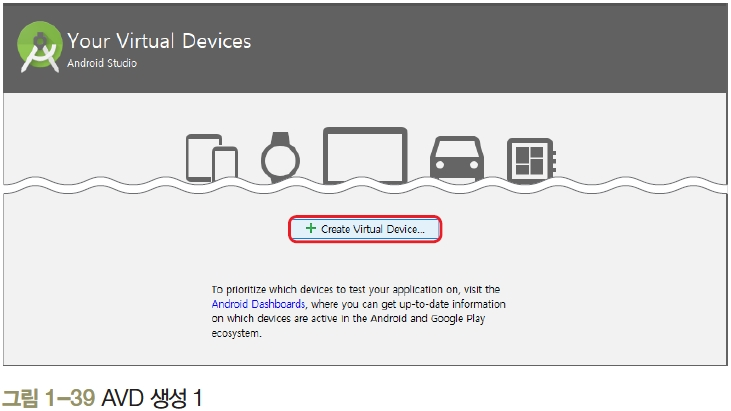 Your Virtual Devices
Android Studio
+ Create Virtual Device...
To prioritize which devices to test your application on, visit the
Android Dashboards, where you can get up-to-date information
on which devices are active in the Android and Google Play
ecosystem.
그림 1-39 AVD 생성 1